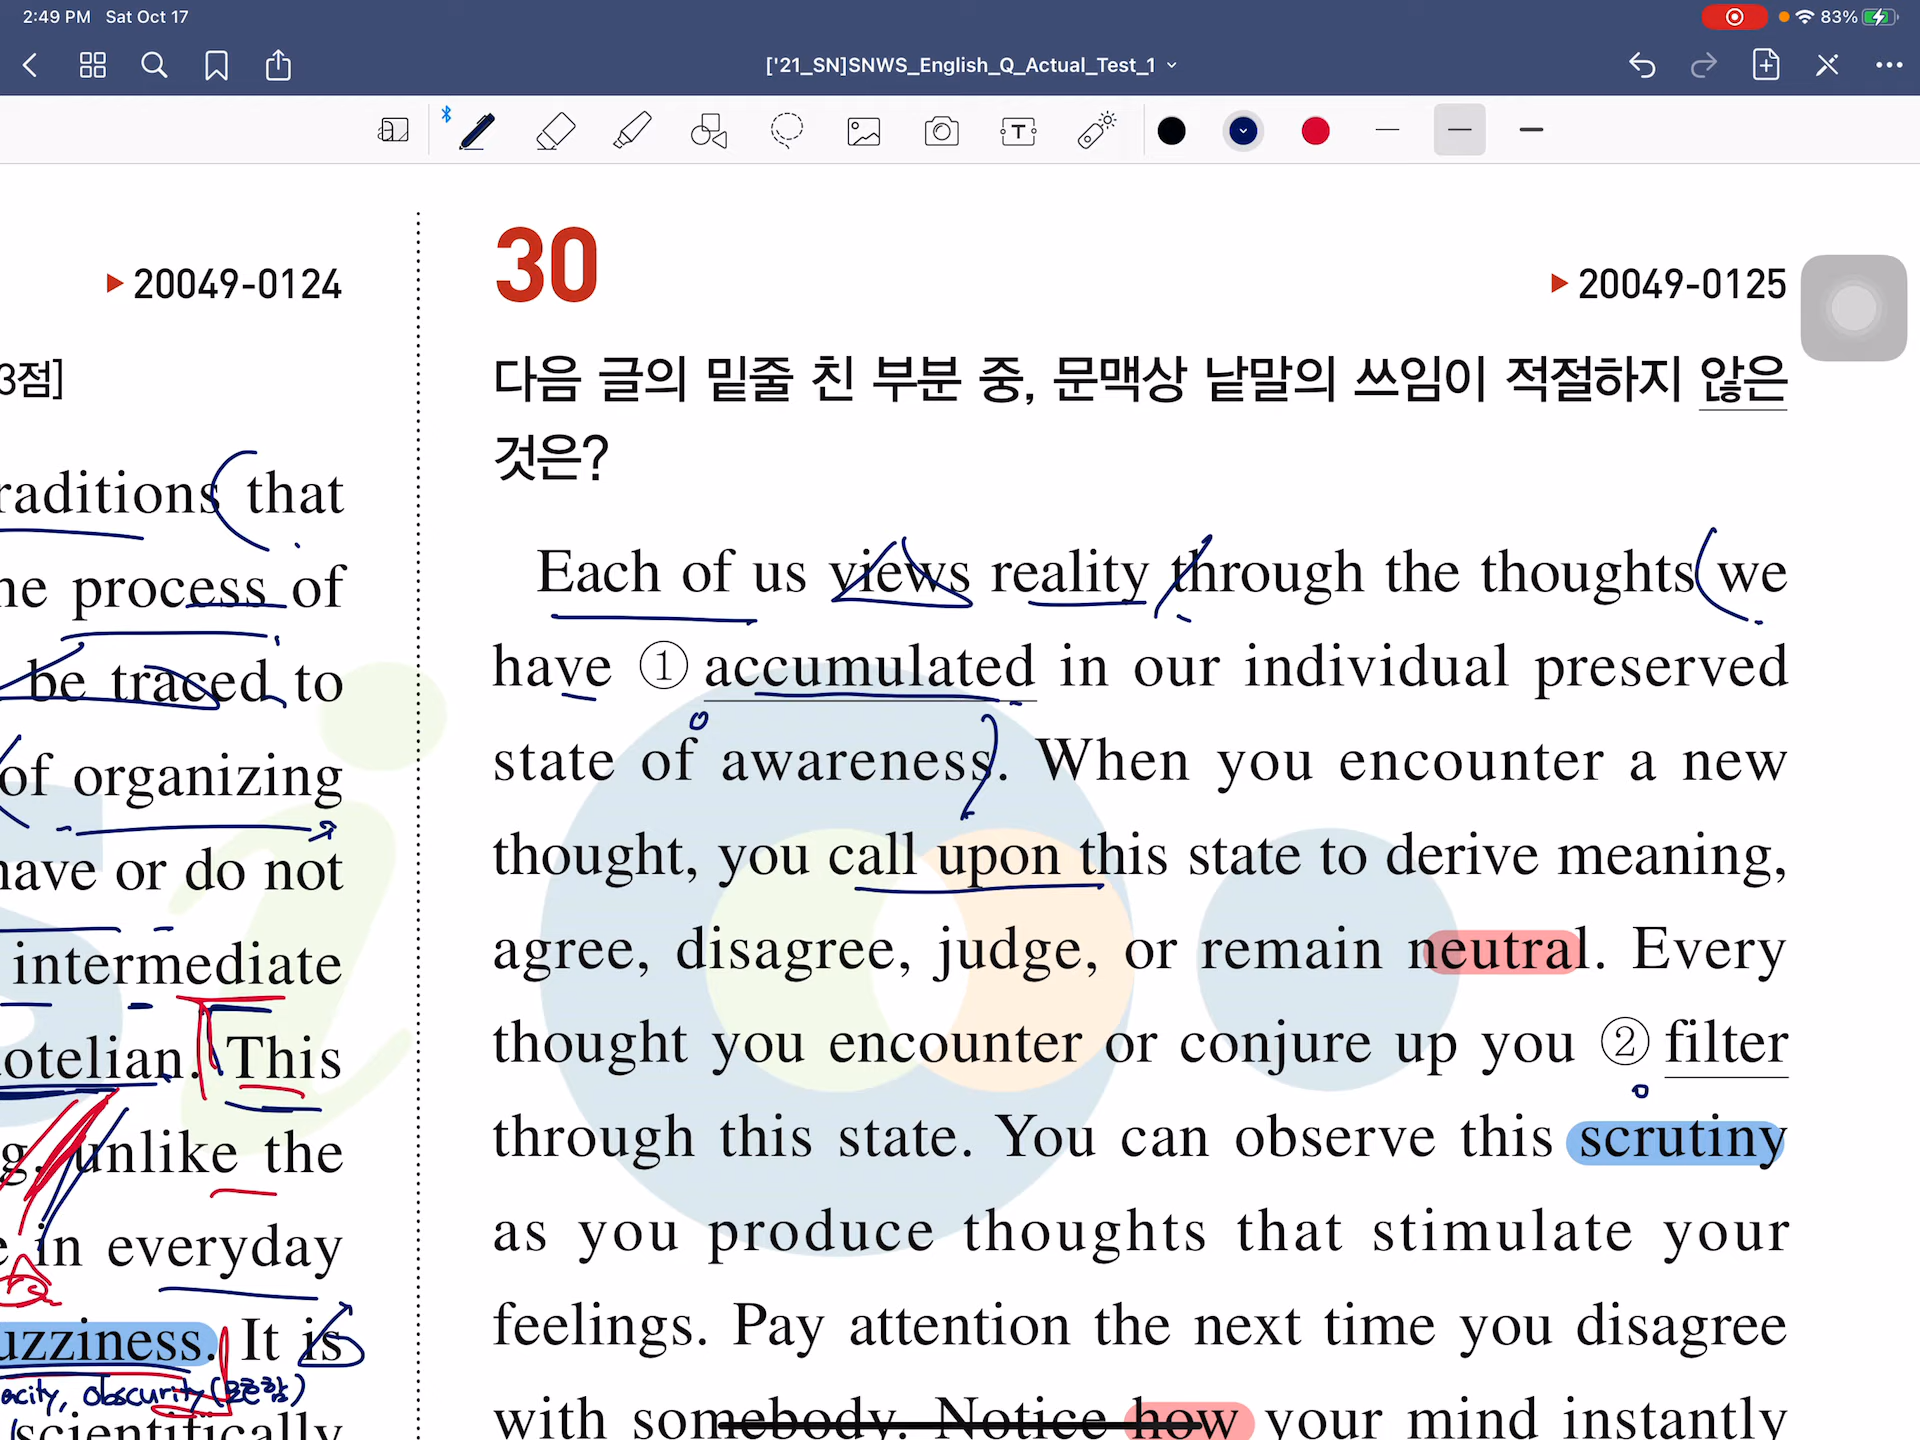 2:49 PM Sat Oct 17
83%
['21_SN]SNWS_English_Q_Actual_Test_1
20049-0124
3점]
raditions that
ne process of
be traced to
of organizing
have or do not
intermediate
otelian. This
g, unlike the
e in everyday
uzziness. It is
acity, obscurity
scientifically
30
20049-0125
다음 글의 밑줄 친 부분 중, 문맥상 낱말의 쓰임이 적절하지 않은
것은?
Each of us views reality through the thoughts we
have ① accumulated in our individual preserved
state of awareness. When you encounter a new
thought, you call upon this state to derive meaning,
agree, disagree, judge, or remain neutral. Every
thought you encounter or conjure up you ② filter
through this state. You can observe this scrutiny
as you produce thoughts that stimulate your
feelings. Pay attention the next time you disagree
with somebody. Notice how your mind instantly